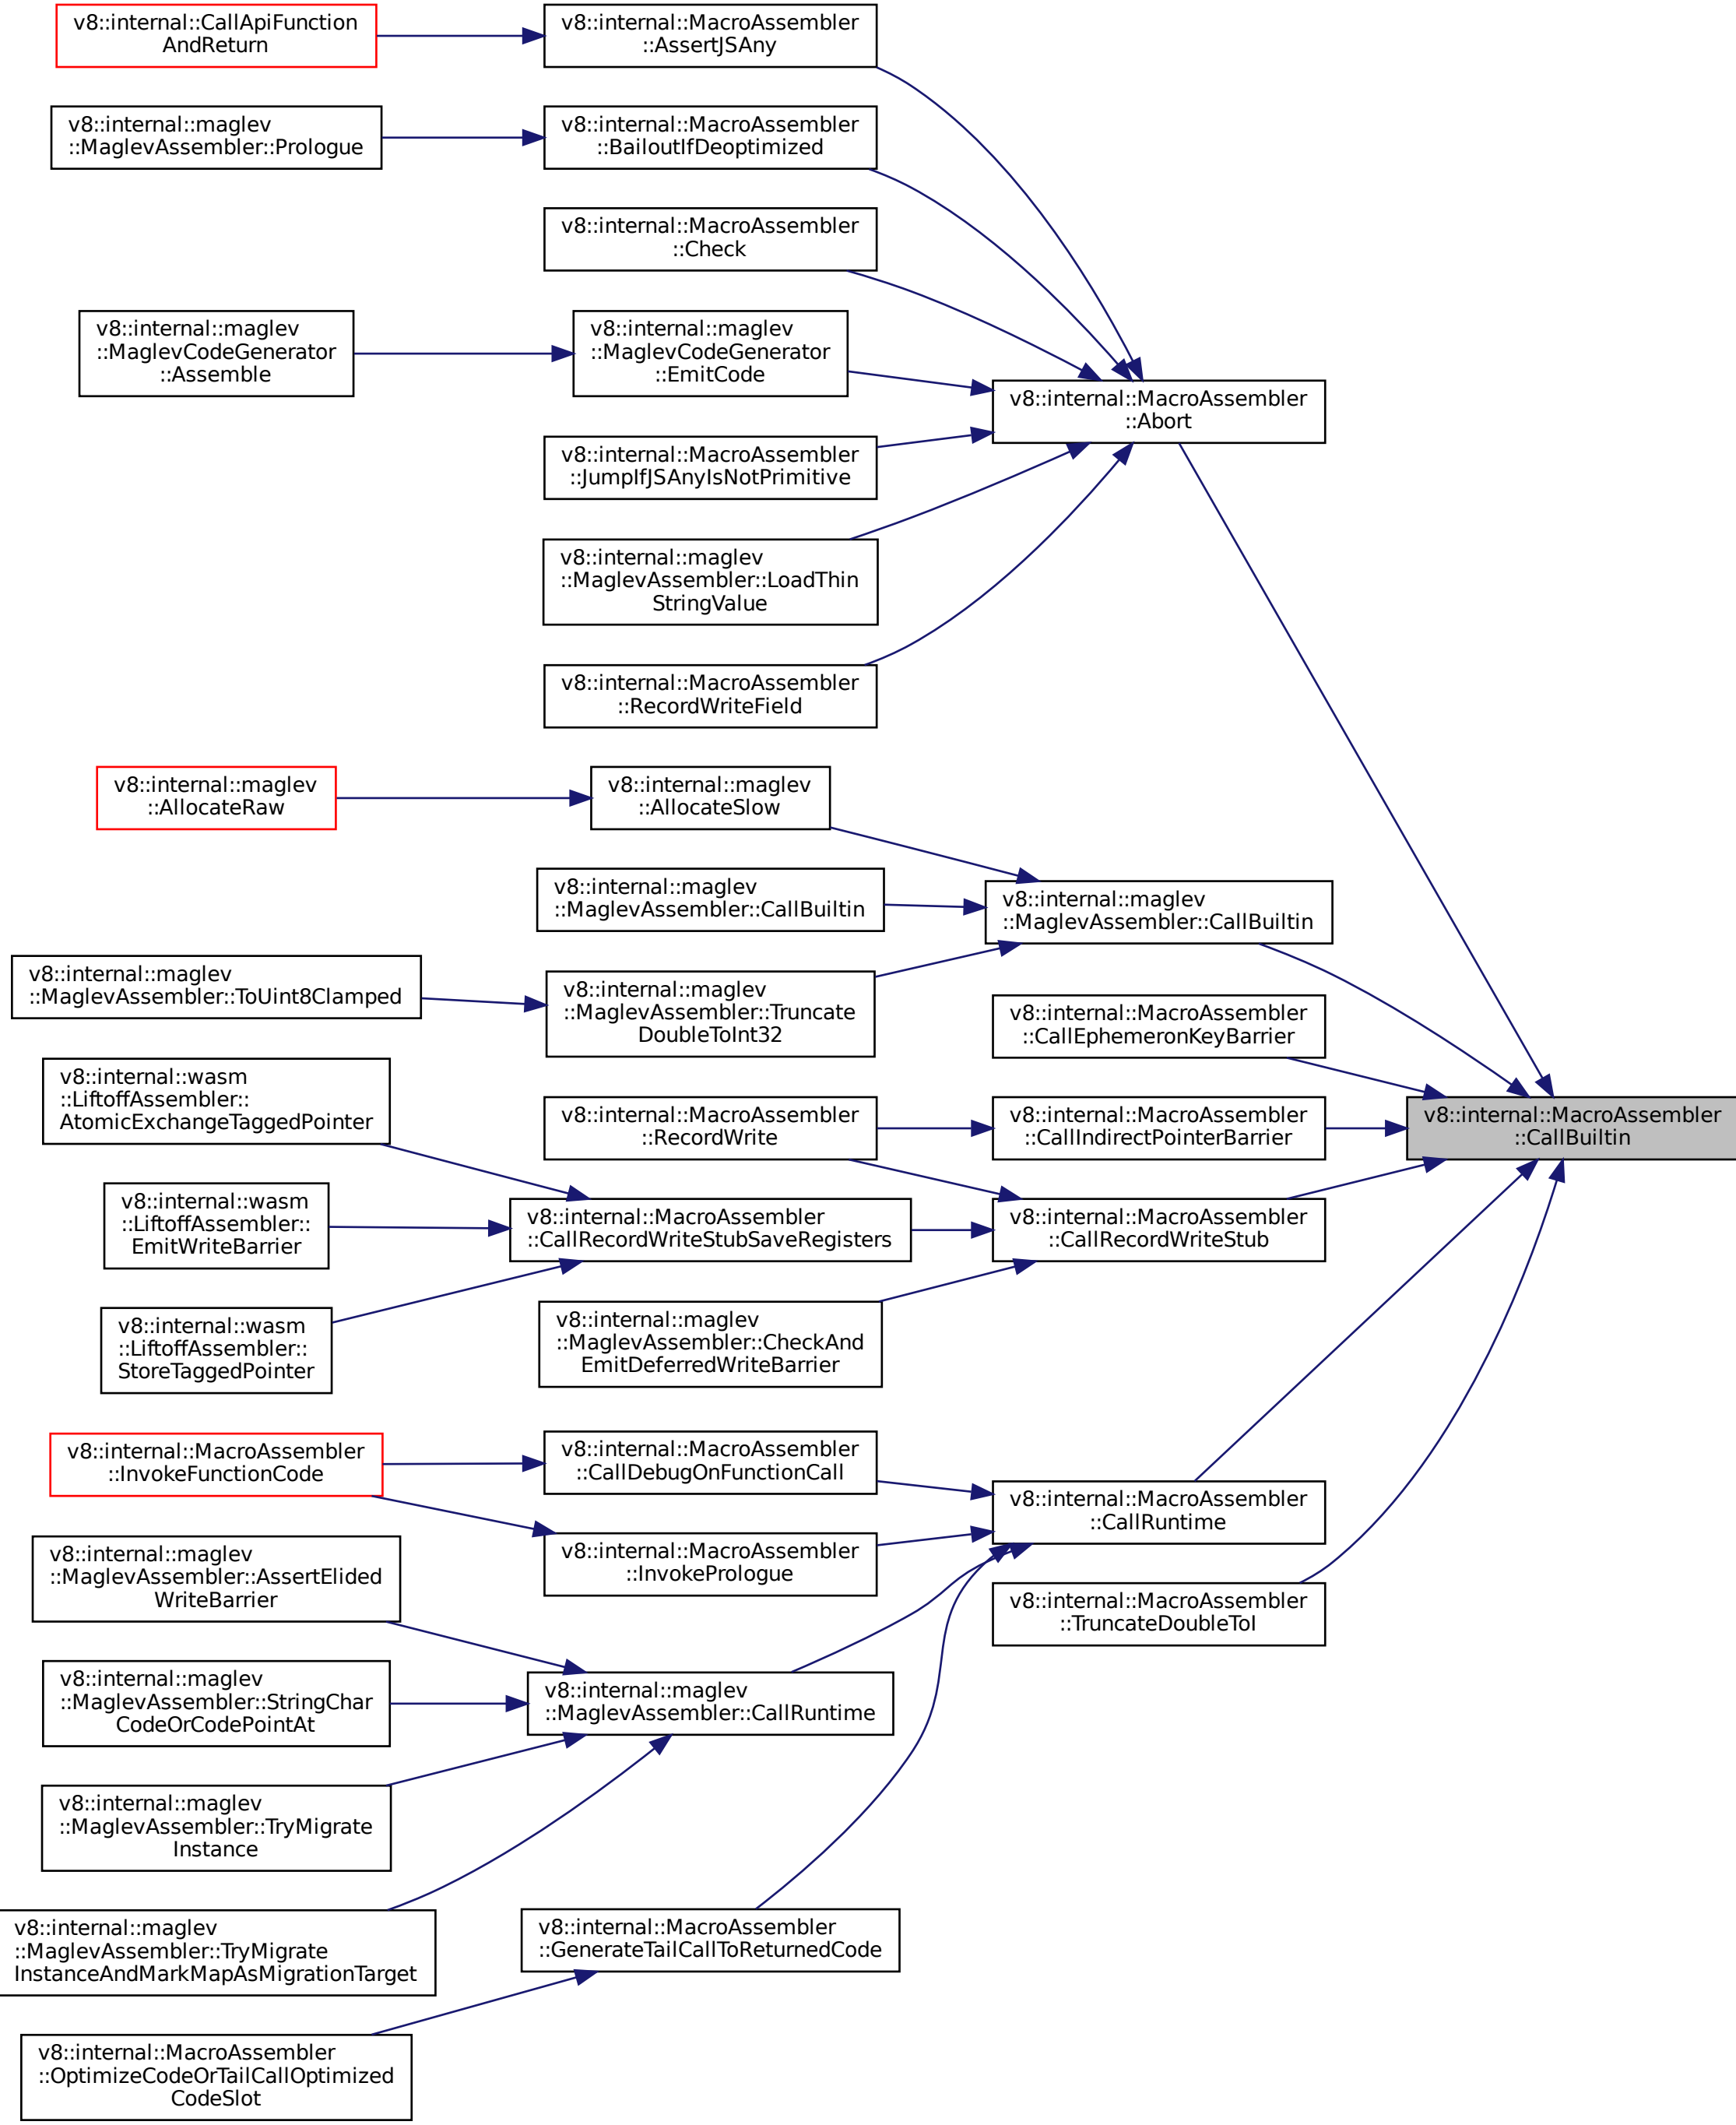 v8::internal::CallApiFunction
AndReturn
v8::internal::MacroAssembler
::AssertJSAny
v8::internal::maglev
::MaglevAssembler::Prologue
v8::internal::MacroAssembler
::BailoutIfDeoptimized
v8::internal::MacroAssembler
::Check
v8::internal::maglev
::MaglevCodeGenerator
::Assemble
v8::internal::maglev
::MaglevCodeGenerator
::EmitCode
v8::internal::MacroAssembler
::Abort
v8::internal::MacroAssembler
::JumpIfJSAnyIsNotPrimitive
v8::internal::maglev
::MaglevAssembler::LoadThin
StringValue
v8::internal::MacroAssembler
::RecordWriteField
v8::internal::maglev
::AllocateRaw
v8::internal::maglev
::AllocateSlow
v8::internal::maglev
::MaglevAssembler::CallBuiltin
v8::internal::maglev
::MaglevAssembler::CallBuiltin
v8::internal::maglev
::MaglevAssembler::ToUint8Clamped
v8::internal::maglev
::MaglevAssembler::Truncate
DoubleToInt32
v8::internal::MacroAssembler
::CallEphemeronKeyBarrier
v8::internal::wasm
::LiftoffAssembler::
AtomicExchangeTaggedPointer
v8::internal::MacroAssembler
::RecordWrite
v8::internal::MacroAssembler
::CallIndirectPointerBarrier
v8::internal::MacroAssembler
::CallBuiltin
v8::internal::wasm
::LiftoffAssembler::
EmitWriteBarrier
v8::internal::MacroAssembler
::CallRecordWriteStubSaveRegisters
v8::internal::MacroAssembler
::CallRecordWriteStub
v8::internal::wasm
::LiftoffAssembler::
StoreTaggedPointer
v8::internal::maglev
::MaglevAssembler::CheckAnd
EmitDeferredWriteBarrier
v8::internal::MacroAssembler
::InvokeFunctionCode
v8::internal::MacroAssembler
::CallDebugOnFunctionCall
v8::internal::MacroAssembler
::CallRuntime
v8::internal::maglev
::MaglevAssembler::AssertElided
WriteBarrier
v8::internal::MacroAssembler
::InvokePrologue
v8::internal::MacroAssembler
::TruncateDoubleToI
v8::internal::maglev
::MaglevAssembler::StringChar
CodeOrCodePointAt
v8::internal::maglev
::MaglevAssembler::CallRuntime
v8::internal::maglev
::MaglevAssembler::TryMigrate
Instance
v8::internal::maglev
::MaglevAssembler::TryMigrate
InstanceAndMarkMapAsMigrationTarget
v8::internal::MacroAssembler
::GenerateTailCallToReturnedCode
v8::internal::MacroAssembler
::OptimizeCodeOrTailCallOptimized
CodeSlot